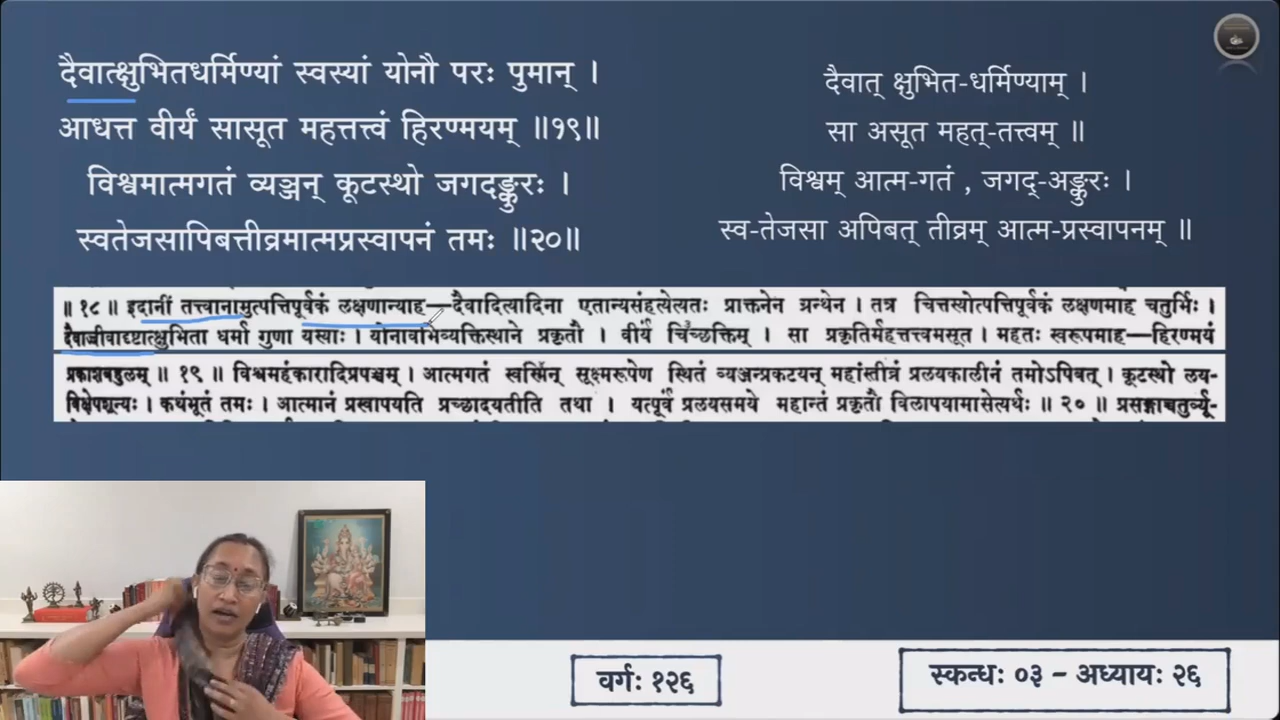 दैवात्क्षुभितधर्मिण्यां स्वस्यां योनौ परः पुमान् ।
आधत्त वीर्यं सासूत महत्तत्त्वं हिरण्मयम् ॥१९॥
विश्वमात्मगतं व्यञ्जन् कूटस्थो जगदङ्कुरः ।
स्वतेजसापिबत्तीव्रमात्मप्रस्वापनं तमः ॥२०॥
दैवात् क्षुभित-धर्मिण्याम् ।
सा असूत महत्-तत्त्वम् ॥
विश्वम् आत्म-गतं , जगद्-अङ्कुरः ।
स्व-तेजसा अपिबत् तीव्रम् आत्म-प्रस्वापनम् ॥
॥ १८ ॥ इदानीं तत्त्वानामुत्पत्तिपूर्वकं लक्षणान्याह—दैवादित्यादिना एतान्यसंहत्येत्यतः प्राक्तनेन ग्रन्थेन । तत्र चित्तस्योत्पत्तिपूर्वकं लक्षणमाह चतुर्भिः ।
दैवाज्जीवादृष्टात्क्षुभिता धर्मा गुणा यस्याः । योनावभिव्यक्तिस्थाने प्रकृतौ । वीर्यं चिच्छक्तिम् । सा प्रकृतिर्महत्तत्त्वमसूत । महतः स्वरूपमाह—हिरण्मयं
प्रकाशबहुलम् ॥ १९ ॥ विश्वमहंकारादिप्रपञ्चम् । आत्मगतं स्वस्मिन् सूक्ष्मरूपेण स्थितं व्यञ्जन्प्रकटयन् महांस्तीव्रं प्रलयकालीनं तमोऽपिबत् । कूटस्थो लय-
विक्षेपशून्यः । कथंभूतं तमः । आत्मानं प्रस्वापयति प्रच्छादयतीति तथा । यत्पूर्वं प्रलयसमये महान्तं प्रकृतौ विलापयामासेत्यर्थः ॥ २० ॥ प्रसङ्गाच्चतुर्व्यू-
वर्गः १२६
स्कन्धः ०३ – अध्यायः २६